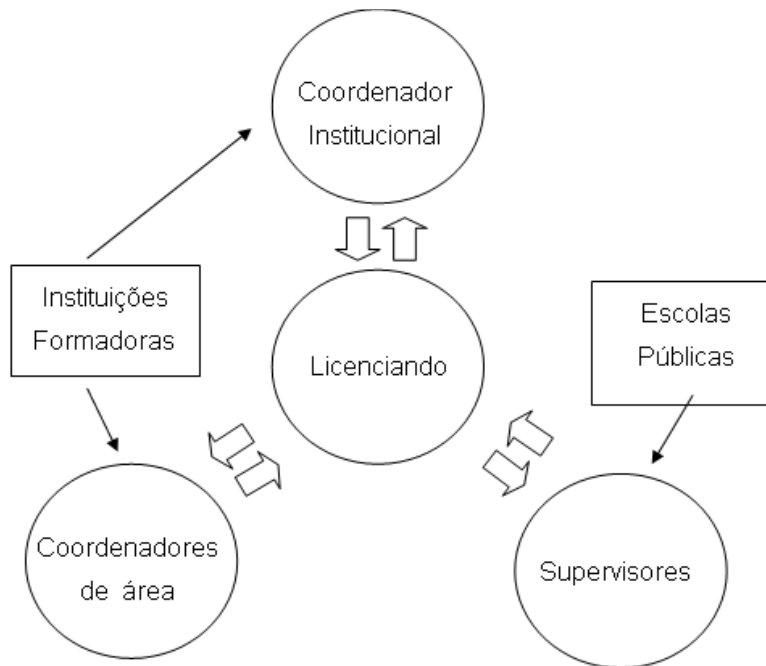 Coordenador
Institucional
Instituições
Formadoras
Licenciando
Escolas
Públicas
Coordenadores
de área
Supervisores